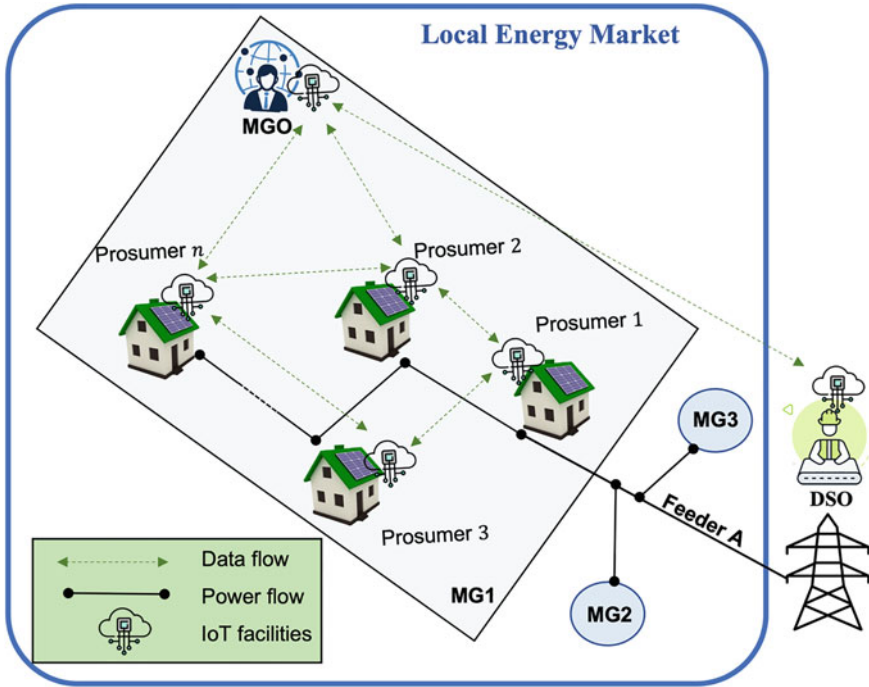 Local Energy Market
MGO
Prosumer n
Prosumer 2
Prosumer 1
MG3
DSO
Feeder A
Prosumer 3
MG1
MG2
Data flow
Power flow
IoT facilities